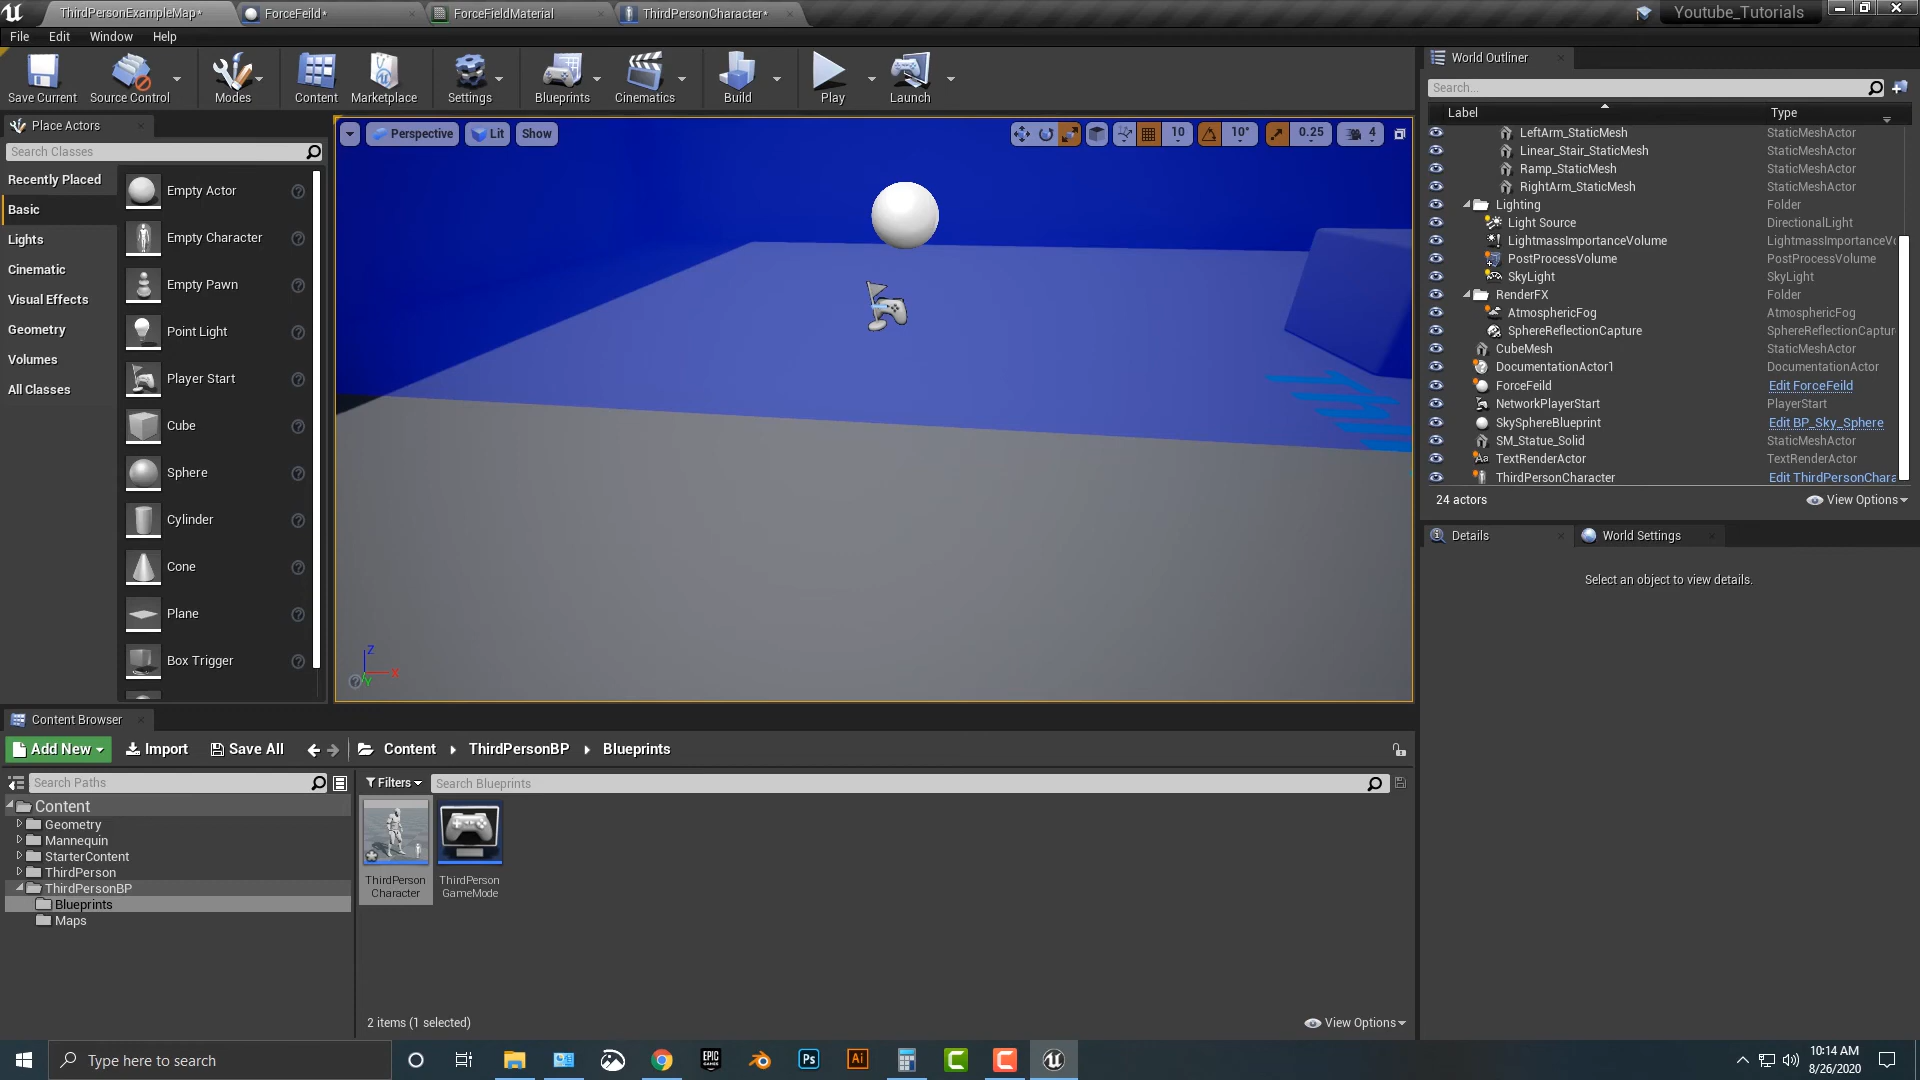 ThirdPersonExampleMap*
ForceFeild*
ForceFieldMaterial
ThirdPersonCharacter*
Youtube_Tutorials
File Edit Window Help
Save Current
Source Control
Modes
Content
Marketplace
Settings
Blueprints
Cinematics
Build
Play
Launch
Place Actors
Search Classes
Recently Placed
Basic
Lights
Cinematic
Visual Effects
Geometry
Volumes
All Classes
Empty Actor
Empty Character
Empty Pawn
Point Light
Player Start
Cube
Sphere
Cylinder
Cone
Plane
Box Trigger
Perspective Lit Show
10 10° 0.25 4
Z
X
Y
World Outliner
Search...
Label Type
LeftArm_StaticMesh StaticMeshActor
Linear_Stair_StaticMesh StaticMeshActor
Ramp_StaticMesh StaticMeshActor
RightArm_StaticMesh StaticMeshActor
Lighting Folder
Light Source DirectionalLight
LightmassImportanceVolume LightmassImportanceVo
PostProcessVolume PostProcessVolume
SkyLight SkyLight
RenderFX Folder
AtmosphericFog AtmosphericFog
SphereReflectionCapture SphereReflectionCaptur
CubeMesh StaticMeshActor
DocumentationActor1 DocumentationActor
ForceFeild Edit ForceFeild
NetworkPlayerStart PlayerStart
SkySphereBlueprint Edit BP_Sky_Sphere
SM_Statue_Solid StaticMeshActor
TextRenderActor TextRenderActor
ThirdPersonCharacter Edit ThirdPersonChara
24 actors View Options
Details World Settings
Select an object to view details.
Content Browser
Add New Import Save All Content ThirdPersonBP Blueprints
Search Paths
Filters Search Blueprints
Content
Geometry
Mannequin
StarterContent
ThirdPerson
ThirdPersonBP
Blueprints
Maps
ThirdPerson
Character
ThirdPerson
GameMode
2 items (1 selected) View Options
Type here to search
EPIC
GAMES
Ps
Ai
10:14 AM
8/26/2020